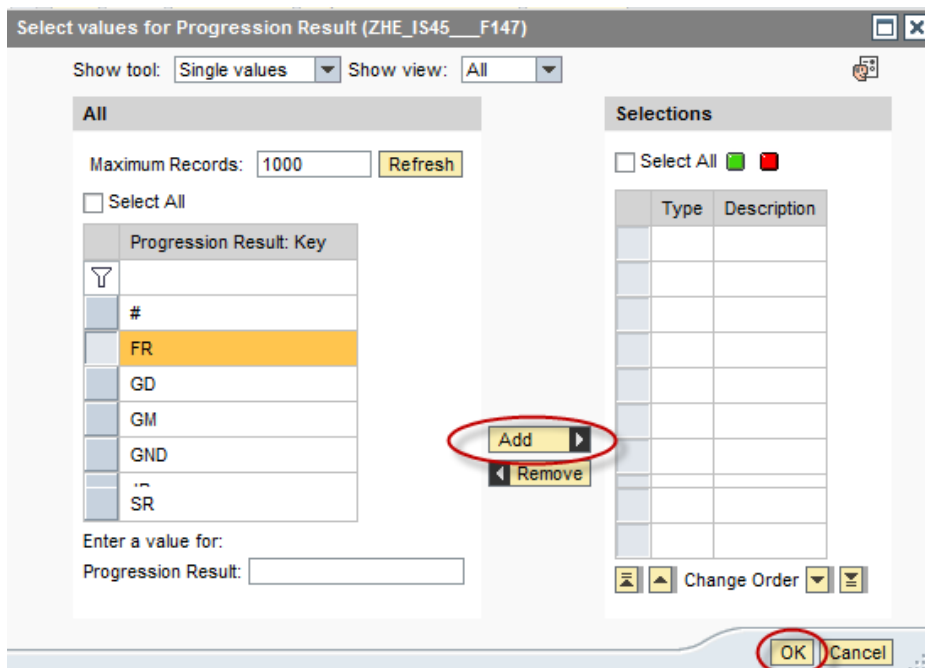 Select values for Progression Result (ZHE_IS45___F147)
Show tool: Single values Show view: All
All
Maximum Records: 1000 Refresh
Select All
Progression Result: Key
#
FR
GD
GM
GND
SR
Enter a value for:
Progression Result:
Add
Remove
Selections
Select All
Type Description
Change Order
OK Cancel